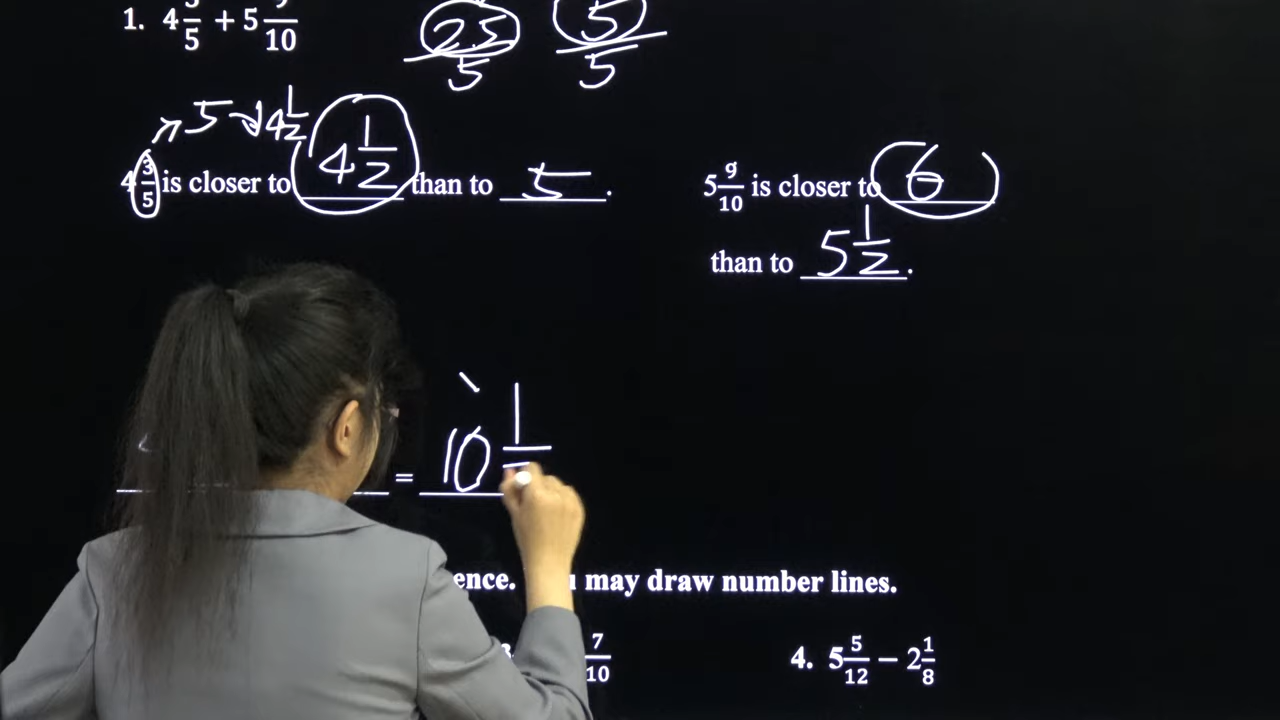 1. 4 3/5 + 5 9/10
2.5/5 5/5
5 → 4 1/2
4 3/5 is closer to 4 1/2 than to 5.
5 9/10 is closer to 6
than to 5 1/2.
= 10 1/
ence. may draw number lines.
7/10
4. 5 5/12 − 2 1/8